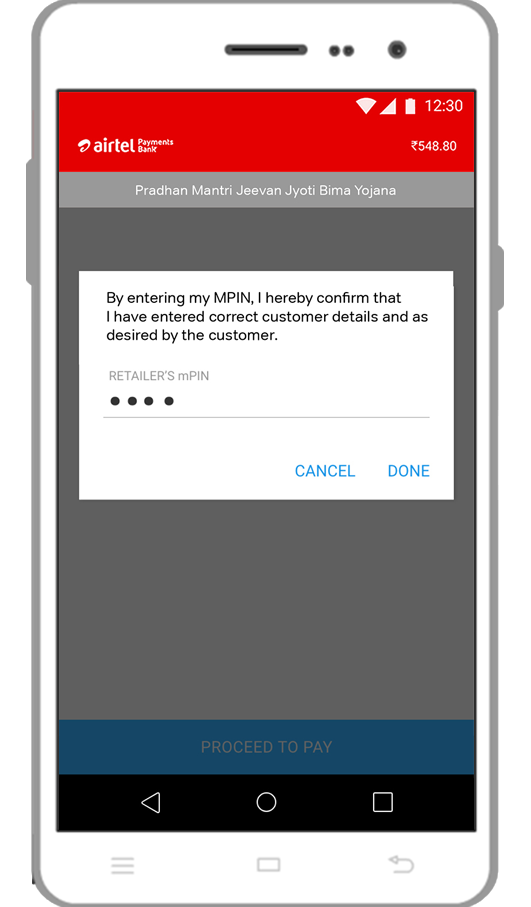 12:30
airtel Payments Bank
₹548.80
Pradhan Mantri Jeevan Jyoti Bima Yojana
By entering my MPIN, I hereby confirm that
I have entered correct customer details and as
desired by the customer.
RETAILER'S mPIN
CANCEL DONE
PROCEED TO PAY